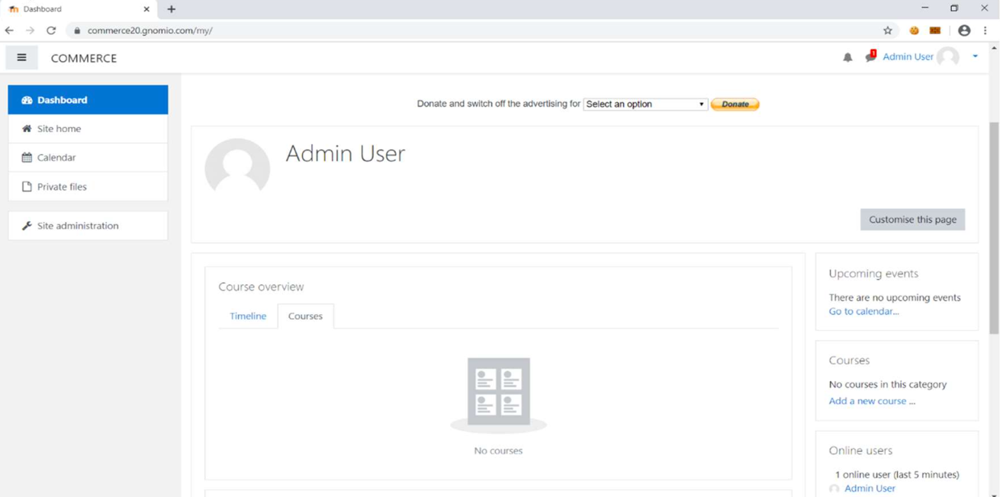 Dashboard
commerce20.gnomio.com/my/
COMMERCE
1
Admin User
Dashboard
Site home
Calendar
Private files
Site administration
Donate and switch off the advertising for Select an option Donate
Admin User
Customise this page
Course overview
Timeline Courses
No courses
Upcoming events
There are no upcoming events
Go to calendar...
Courses
No courses in this category
Add a new course ...
Online users
1 online user (last 5 minutes)
Admin User